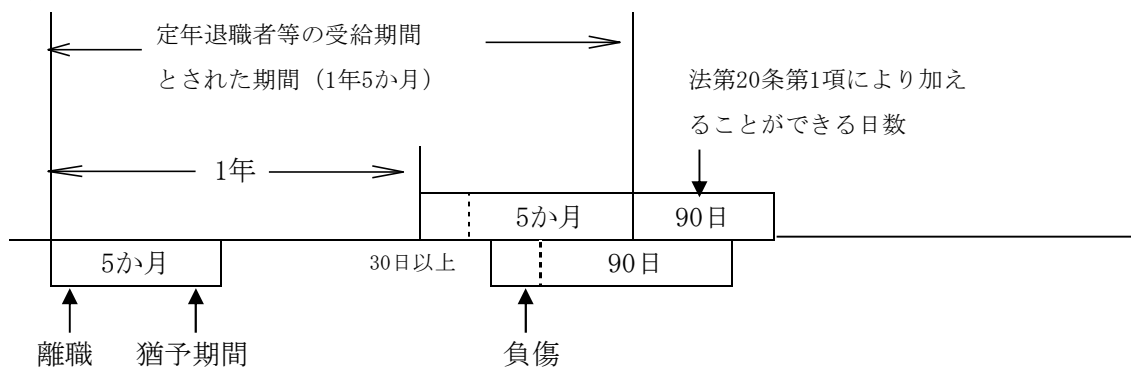 定年退職者等の受給期間
とされた期間（1年5か月）
法第20条第1項により加え
ることができる日数
1年
5か月
90日
5か月
30日以上
90日
離職
猶予期間
負傷